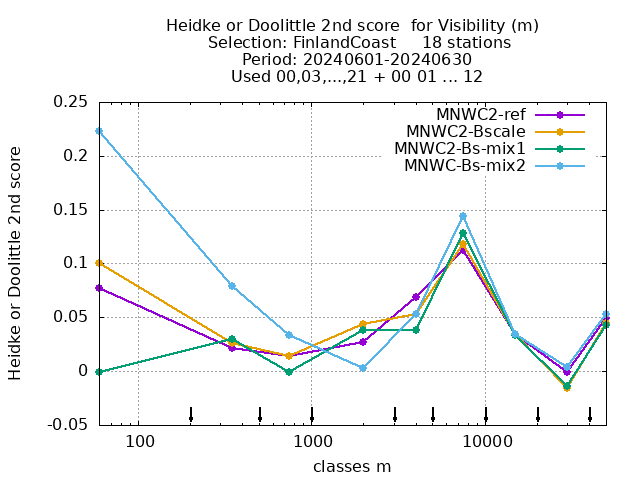 Heidke or Doolittle 2nd score  for Visibility (m)
Selection: FinlandCoast     18 stations
Period: 20240601-20240630
Used 00,03,...,21 + 00 01 ... 12
Heidke or Doolittle 2nd score
0.25
0.2
0.15
0.1
0.05
0
-0.05
MNWC2-ref
MNWC2-Bscale
MNWC2-Bs-mix1
MNWC-Bs-mix2
100
1000
10000
classes m